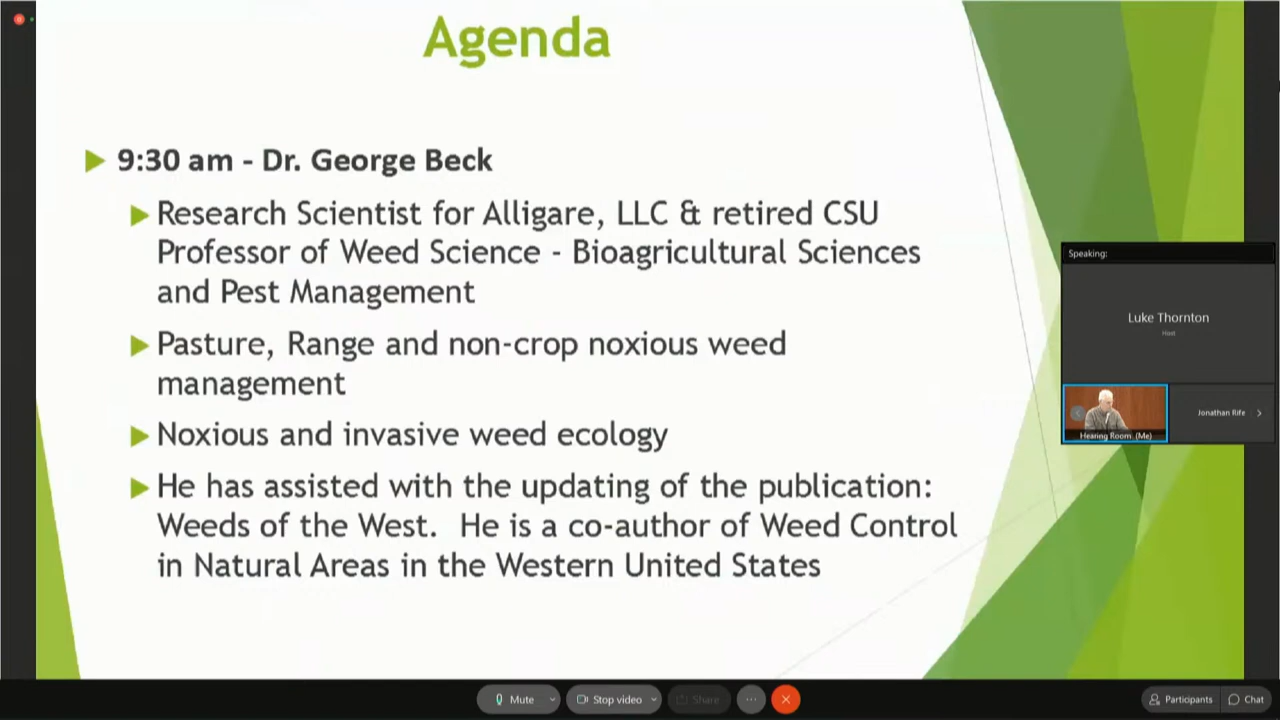 Agenda
9:30 am - Dr. George Beck
Research Scientist for Alligare, LLC & retired CSU
Professor of Weed Science - Bioagricultural Sciences
and Pest Management
Pasture, Range and non-crop noxious weed
management
Noxious and invasive weed ecology
He has assisted with the updating of the publication:
Weeds of the West. He is a co-author of Weed Control
in Natural Areas in the Western United States
Speaking:
Luke Thornton
Host
Hearing Room (Me)
Jonathan Rife
Mute
Stop video
Share
Participants
Chat